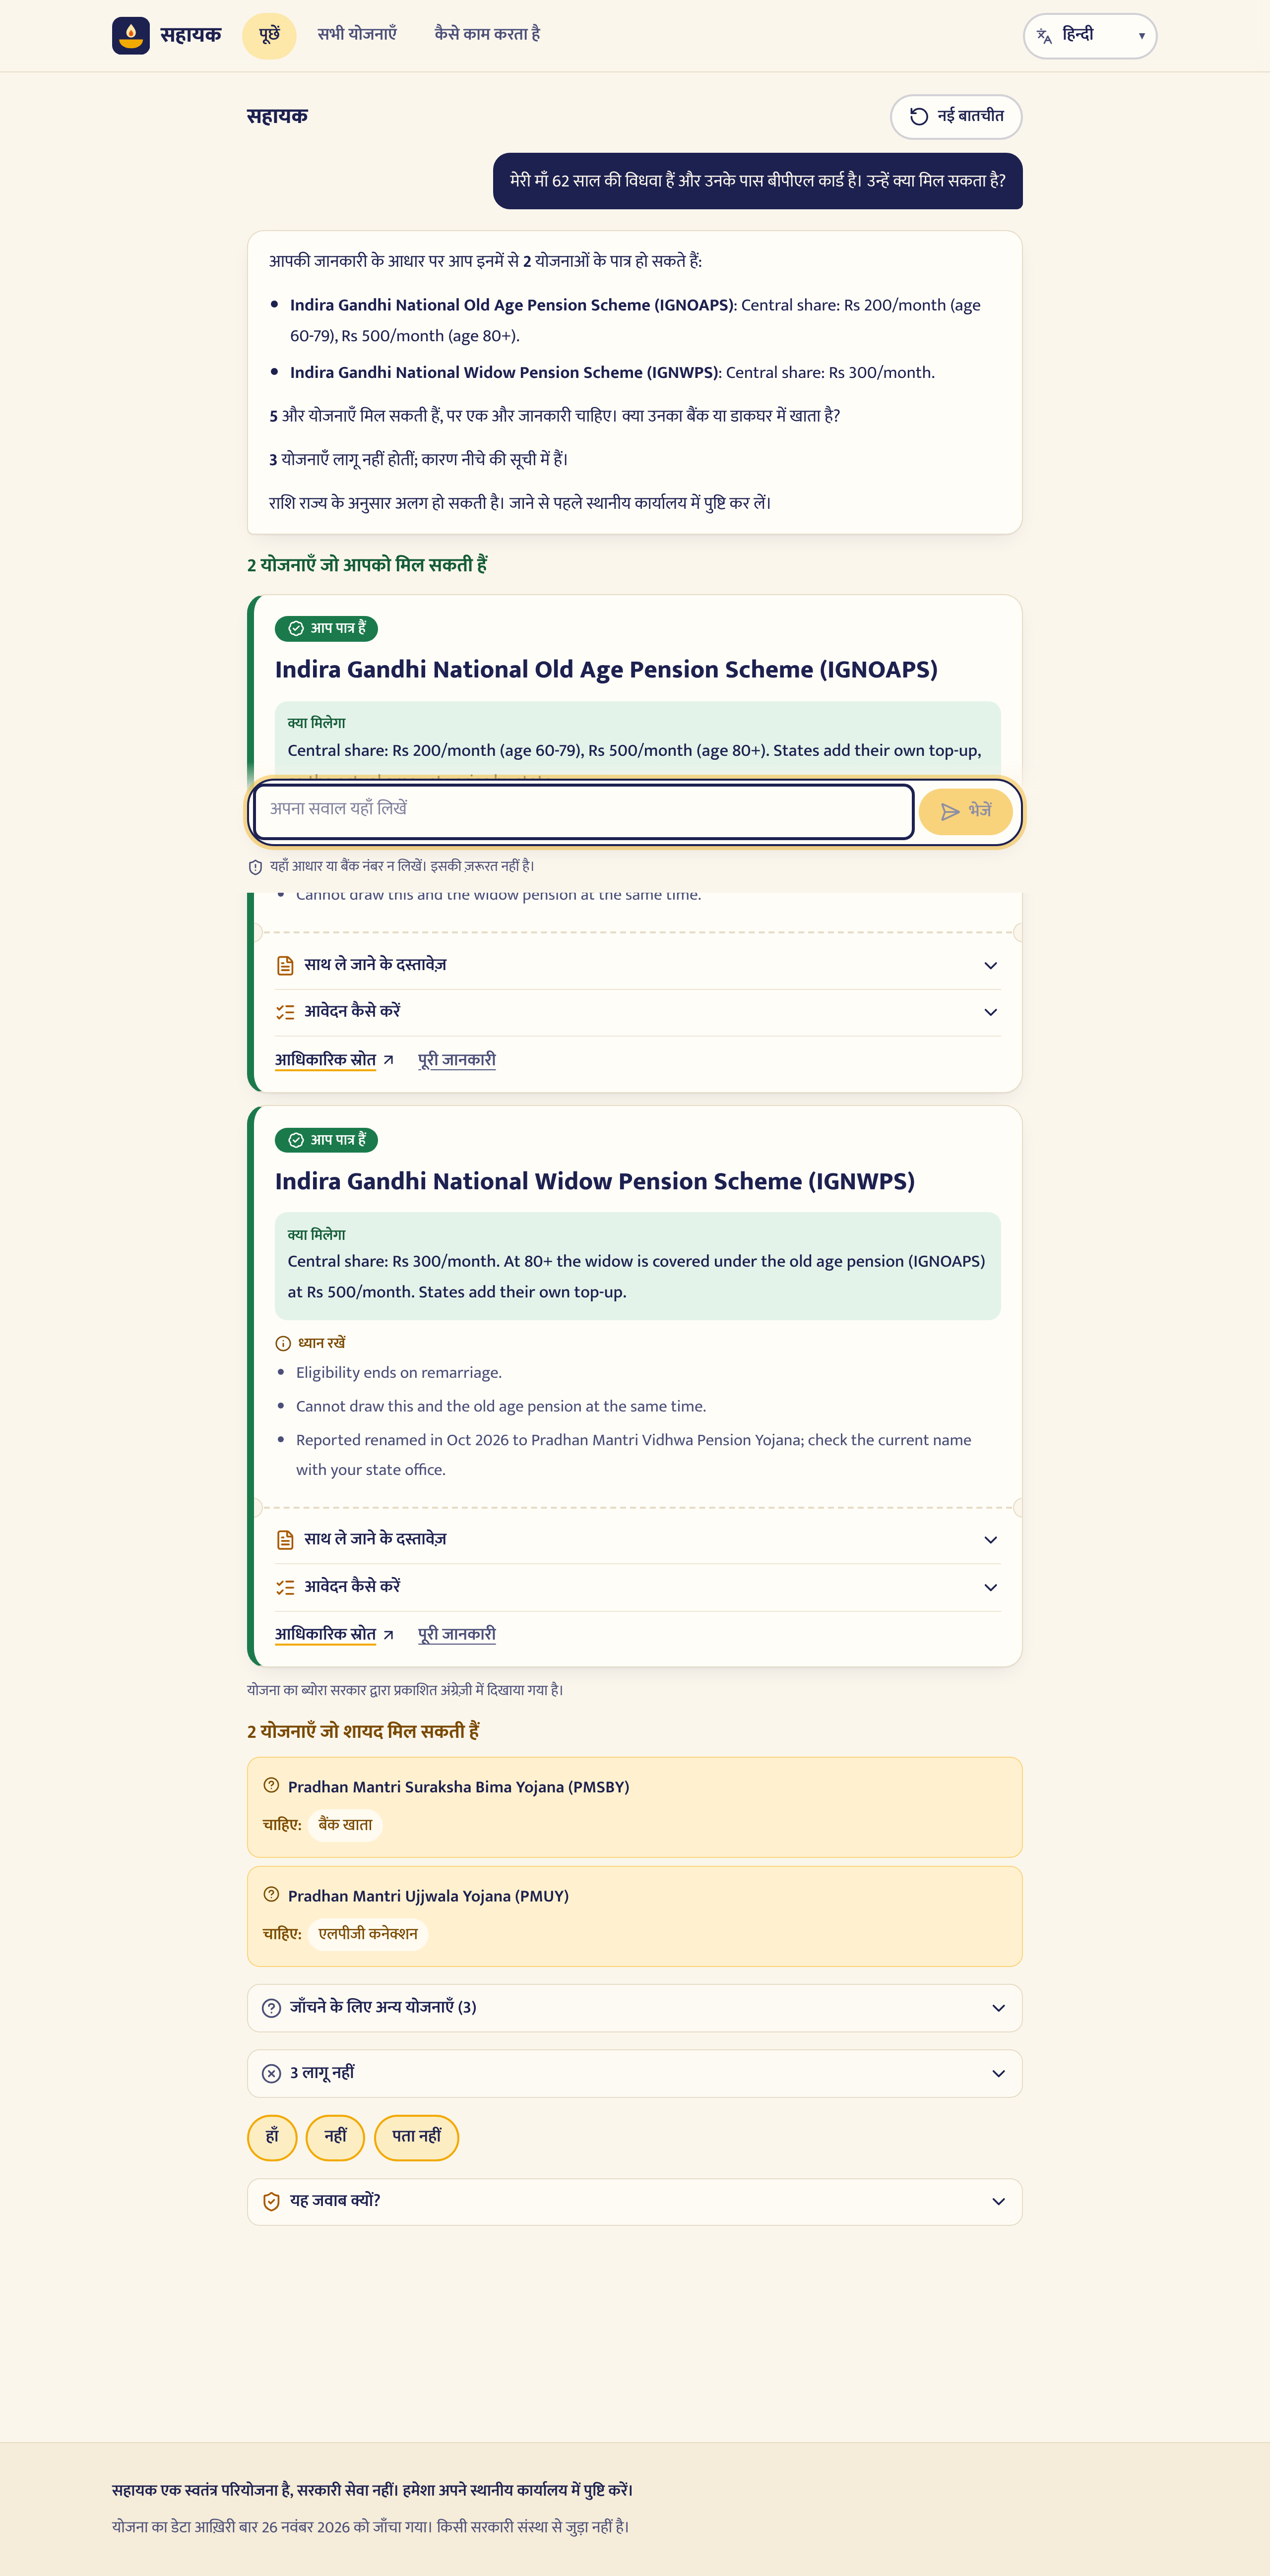 सहायक
पूछें
सभी योजनाएँ
कैसे काम करता है
हिन्दी
सहायक
नई बातचीत
मेरी माँ 62 साल की विधवा हैं और उनके पास बीपीएल कार्ड है। उन्हें क्या मिल सकता है?
आपकी जानकारी के आधार पर आप इनमें से 2 योजनाओं के पात्र हो सकते हैं:
Indira Gandhi National Old Age Pension Scheme (IGNOAPS): Central share: Rs 200/month (age
60-79), Rs 500/month (age 80+).
Indira Gandhi National Widow Pension Scheme (IGNWPS): Central share: Rs 300/month.
5 और योजनाएँ मिल सकती हैं, पर एक और जानकारी चाहिए। क्या उनका बैंक या डाकघर में खाता है?
3 योजनाएँ लागू नहीं होतीं; कारण नीचे की सूची में हैं।
राशि राज्य के अनुसार अलग हो सकती है। जाने से पहले स्थानीय कार्यालय में पुष्टि कर लें।
2 योजनाएँ जो आपको मिल सकती हैं
आप पात्र हैं
Indira Gandhi National Old Age Pension Scheme (IGNOAPS)
क्या मिलेगा
Central share: Rs 200/month (age 60-79), Rs 500/month (age 80+). States add their own top-up,
अपना सवाल यहाँ लिखें
भेजें
यहाँ आधार या बैंक नंबर न लिखें। इसकी ज़रूरत नहीं है।
Cannot draw this and the widow pension at the same time.
साथ ले जाने के दस्तावेज़
आवेदन कैसे करें
आधिकारिक स्रोत
पूरी जानकारी
आप पात्र हैं
Indira Gandhi National Widow Pension Scheme (IGNWPS)
क्या मिलेगा
Central share: Rs 300/month. At 80+ the widow is covered under the old age pension (IGNOAPS)
at Rs 500/month. States add their own top-up.
ध्यान रखें
Eligibility ends on remarriage.
Cannot draw this and the old age pension at the same time.
Reported renamed in Oct 2026 to Pradhan Mantri Vidhwa Pension Yojana; check the current name
with your state office.
साथ ले जाने के दस्तावेज़
आवेदन कैसे करें
आधिकारिक स्रोत
पूरी जानकारी
योजना का ब्योरा सरकार द्वारा प्रकाशित अंग्रेज़ी में दिखाया गया है।
2 योजनाएँ जो शायद मिल सकती हैं
Pradhan Mantri Suraksha Bima Yojana (PMSBY)
चाहिए: बैंक खाता
Pradhan Mantri Ujjwala Yojana (PMUY)
चाहिए: एलपीजी कनेक्शन
जाँचने के लिए अन्य योजनाएँ (3)
3 लागू नहीं
हाँ
नहीं
पता नहीं
यह जवाब क्यों?
सहायक एक स्वतंत्र परियोजना है, सरकारी सेवा नहीं। हमेशा अपने स्थानीय कार्यालय में पुष्टि करें।
योजना का डेटा आख़िरी बार 26 नवंबर 2026 को जाँचा गया। किसी सरकारी संस्था से जुड़ा नहीं है।